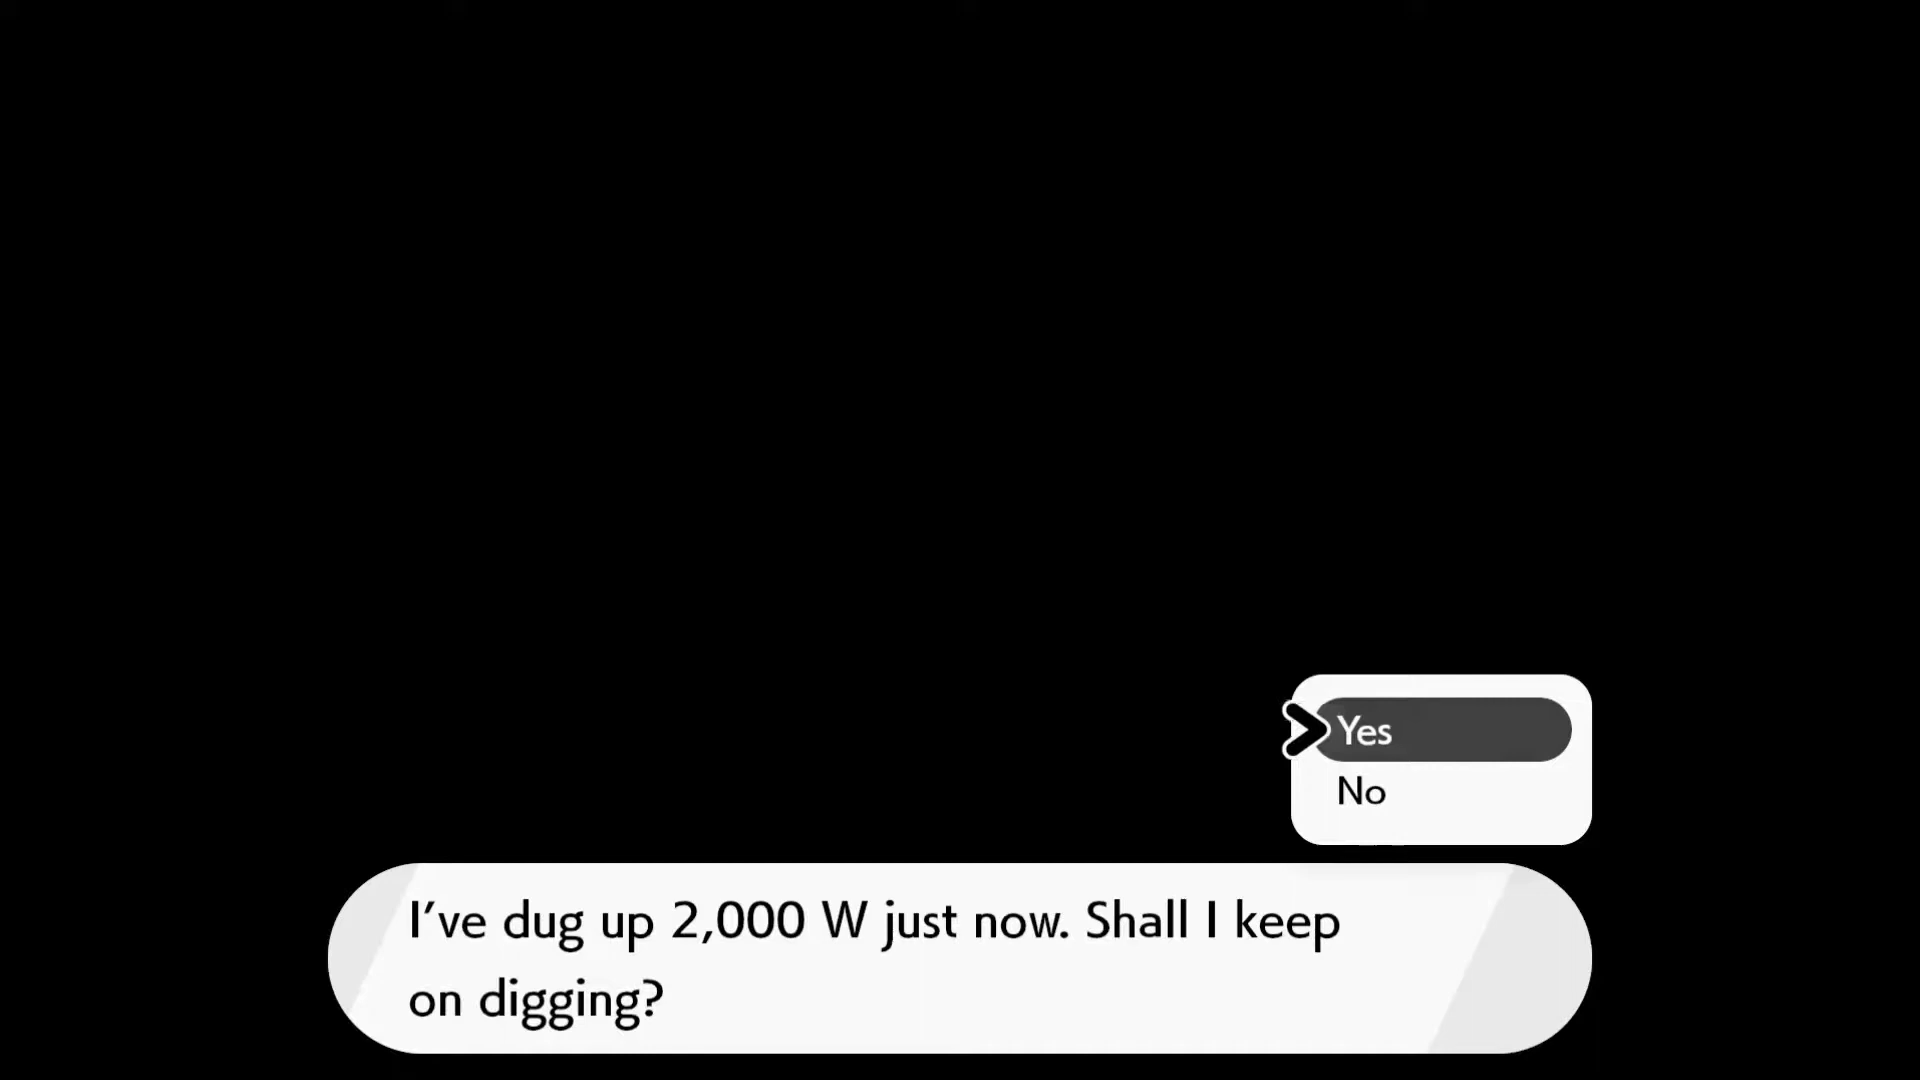 Yes
No
I've dug up 2,000 W just now. Shall I keep
on digging?